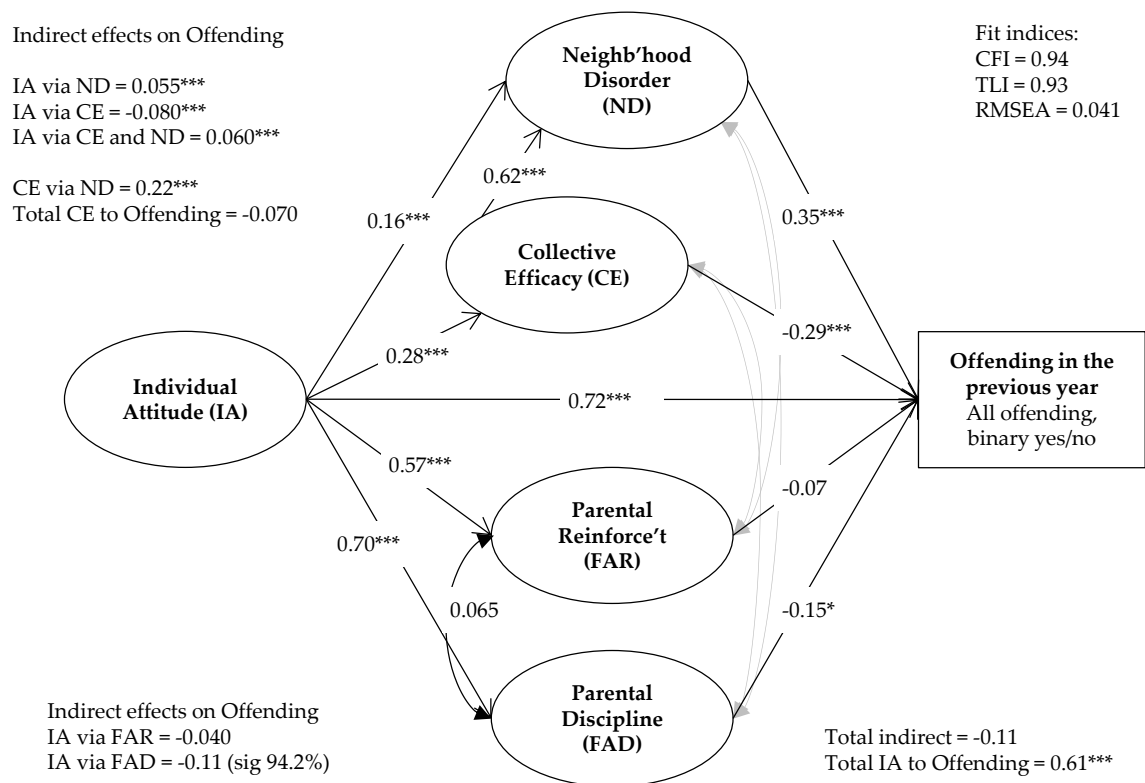 Indirect effects on Offending
IA via ND = 0.055***
IA via CE = -0.080***
IA via CE and ND = 0.060***
CE via ND = 0.22***
Total CE to Offending = -0.070
Neighb'hood
Disorder
(ND)
Fit indices:
CFI = 0.94
TLI = 0.93
RMSEA = 0.041
0.62***
0.16***
0.35***
Collective
Efficacy (CE)
0.28***
-0.29***
Individual
Attitude (IA)
0.72***
Offending in the
previous year
All offending,
binary yes/no
0.57***
-0.07
Parental
Reinforce't
(FAR)
0.70***
0.065
-0.15*
Parental
Discipline
(FAD)
Indirect effects on Offending
IA via FAR = -0.040
IA via FAD = -0.11 (sig 94.2%)
Total indirect = -0.11
Total IA to Offending = 0.61***